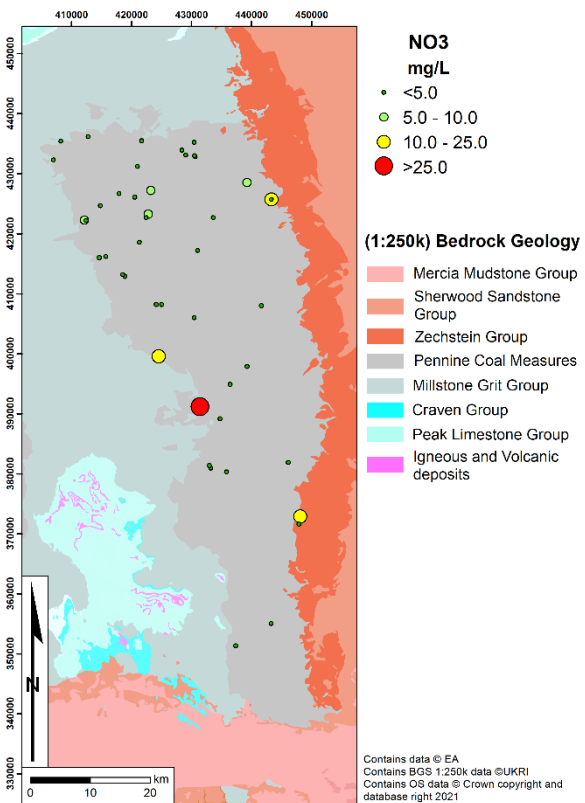 410000 420000 430000 440000 450000
450000
440000
430000
420000
410000
400000
390000
380000
370000
360000
350000
340000
330000
N
0 10 20
km
NO3
mg/L
<5.0
5.0 - 10.0
10.0 - 25.0
>25.0
(1:250k) Bedrock Geology
Mercia Mudstone Group
Sherwood Sandstone
Group
Zechstein Group
Pennine Coal Measures
Millstone Grit Group
Craven Group
Peak Limestone Group
Igneous and Volcanic
deposits
Contains data © EA
Contains BGS 1:250k data ©UKRI
Contains OS data © Crown copyright and
database right 2021